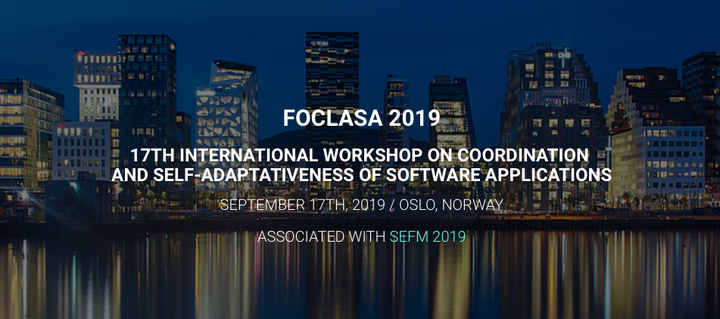 FOCLASA 2019
17TH INTERNATIONAL WORKSHOP ON COORDINATION
AND SELF-ADAPTATIVENESS OF SOFTWARE APPLICATIONS
SEPTEMBER 17TH, 2019 / OSLO, NORWAY
ASSOCIATED WITH SEFM 2019